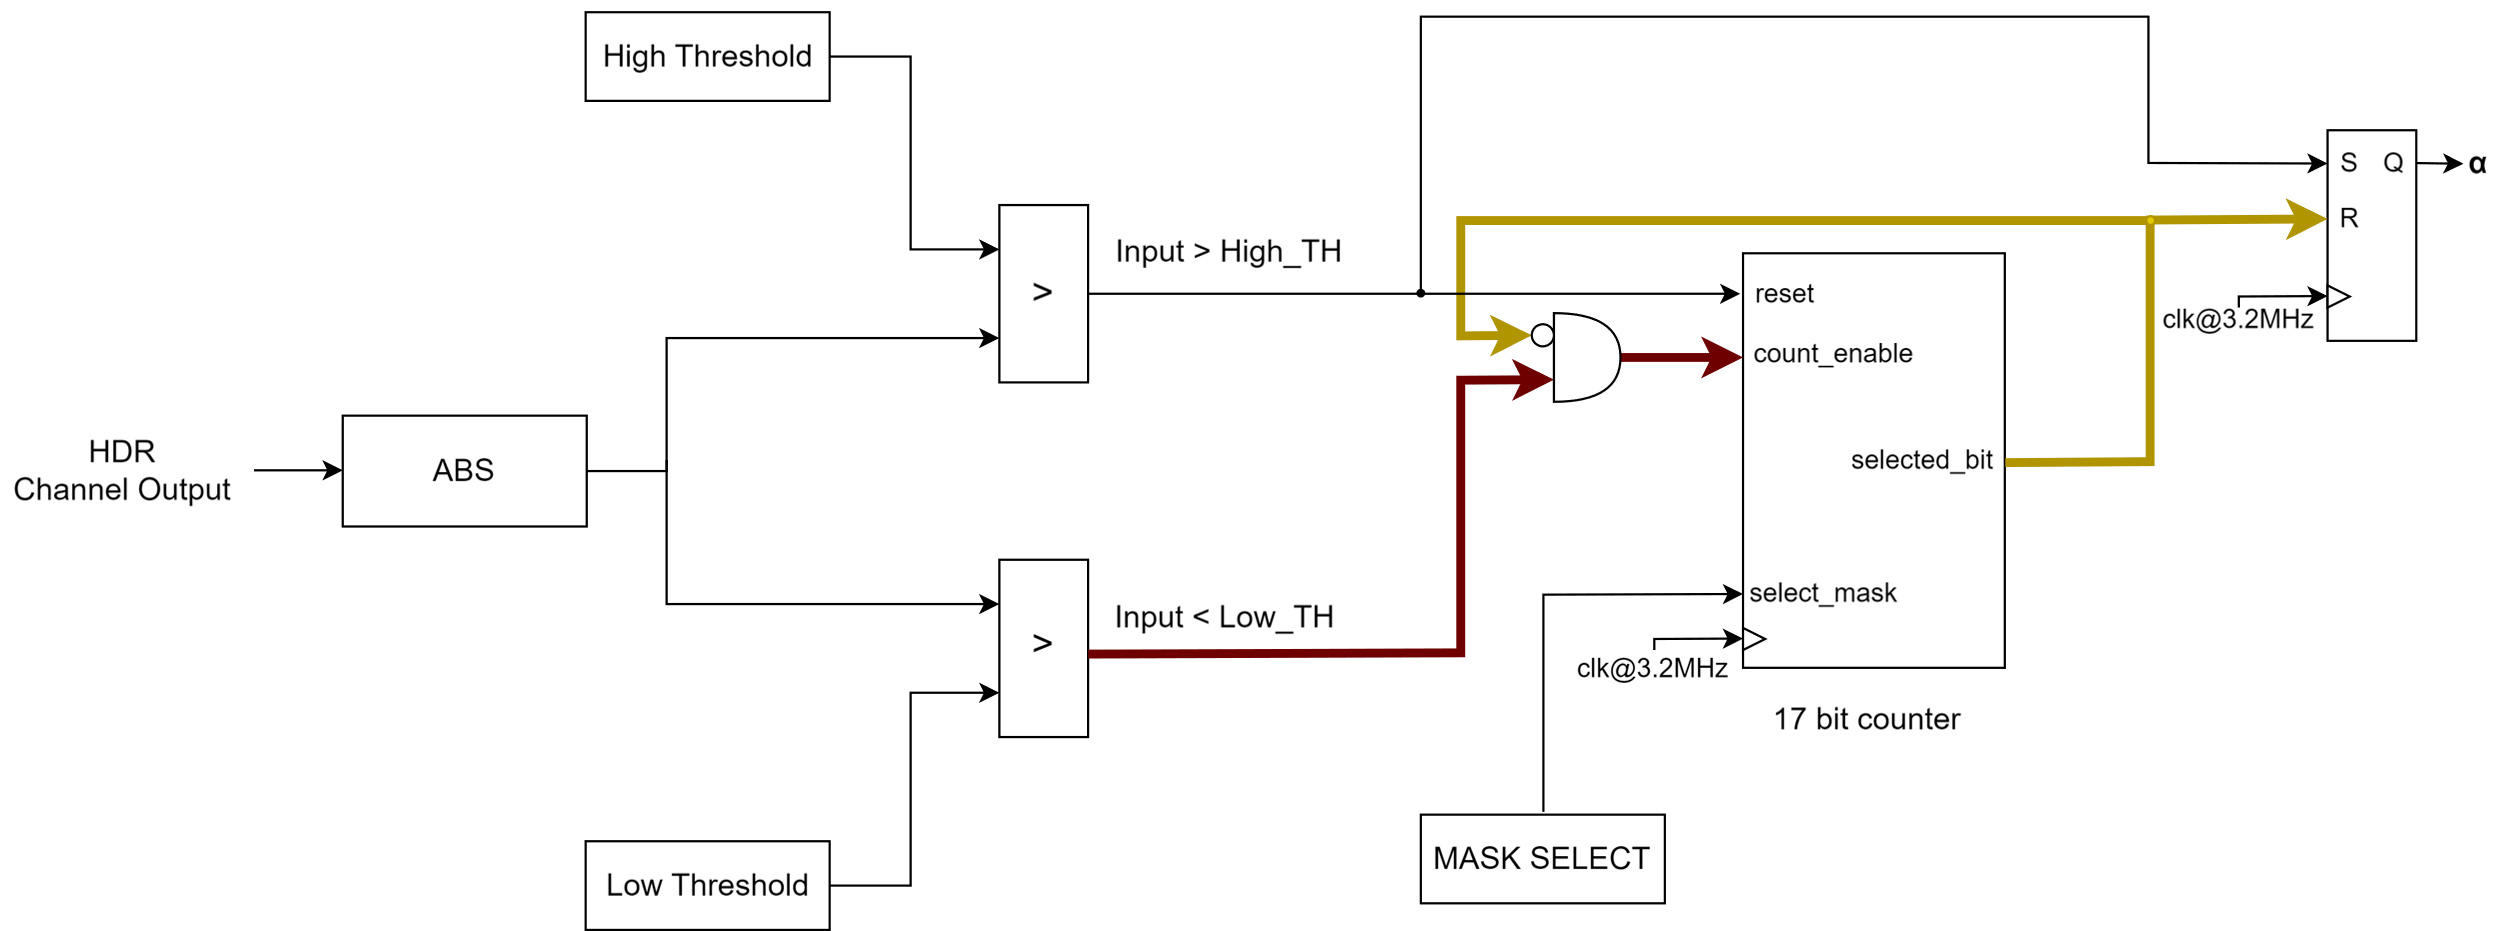 High Threshold
S
Q
α
R
>
Input > High_TH
reset
clk@3.2MHz
count_enable
HDR
Channel Output
ABS
selected_bit
>
Input < Low_TH
select_mask
clk@3.2MHz
17 bit counter
MASK SELECT
Low Threshold